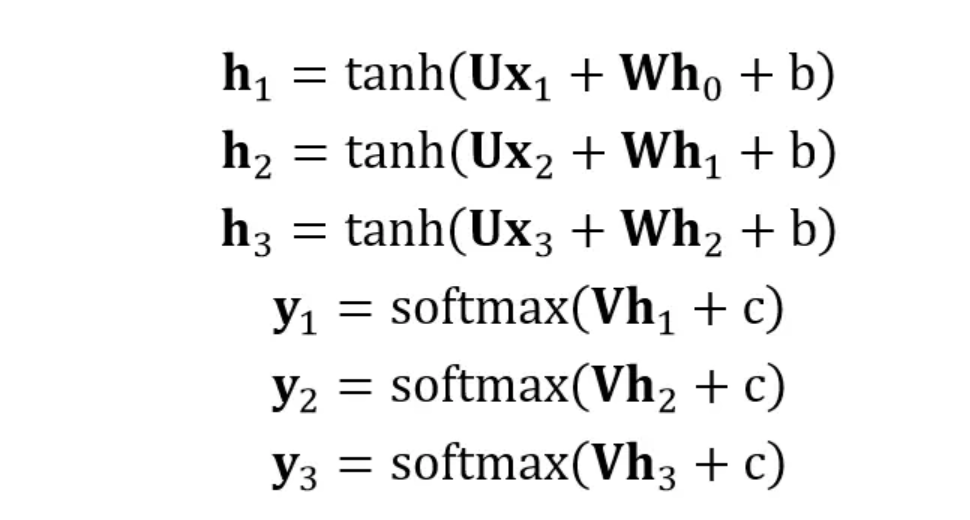 h₁ = tanh(Ux₁ + Wh₀ + b)
h₂ = tanh(Ux₂ + Wh₁ + b)
h₃ = tanh(Ux₃ + Wh₂ + b)
y₁ = softmax(Vh₁ + c)
y₂ = softmax(Vh₂ + c)
y₃ = softmax(Vh₃ + c)